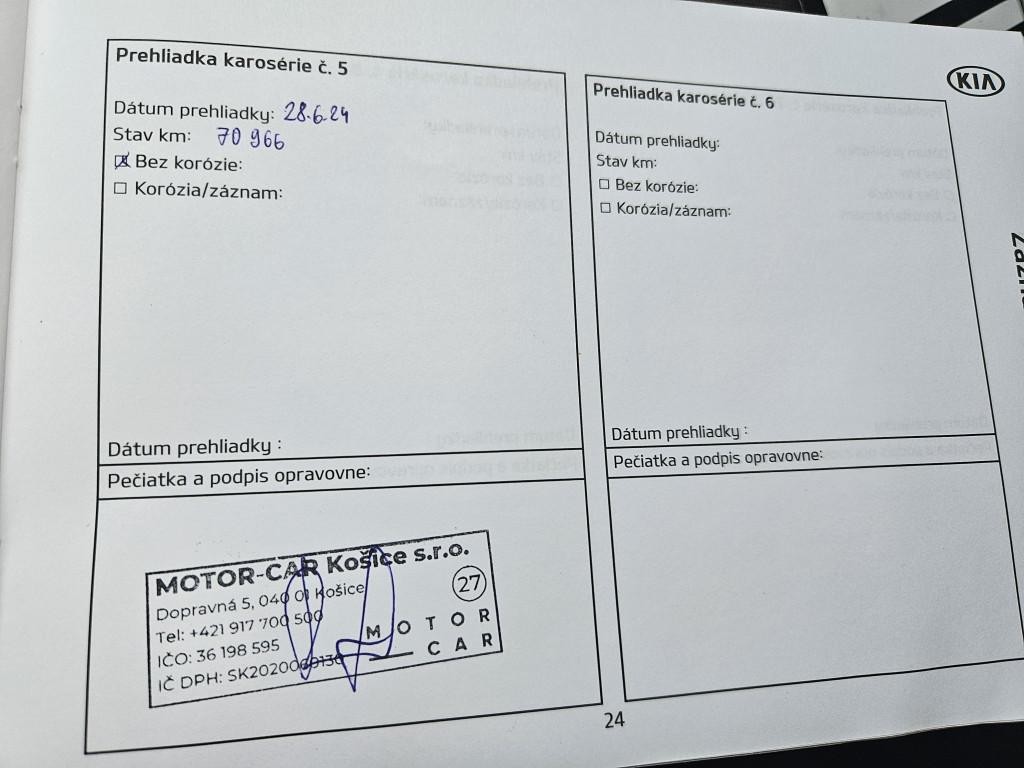 Prehliadka karosérie č. 5
Dátum prehliadky: 28.6.24
Stav km: 70 966
☒ Bez korózie:
☐ Korózia/záznam:
Dátum prehliadky :
Pečiatka a podpis opravovne:
MOTOR-CAR Košice s.r.o.
Dopravná 5, 040 01 Košice
Tel: +421 917 700 500
IČO: 36 198 595
IČ DPH:
27
MOTOR
CAR
KIA
Prehliadka karosérie č. 6
Dátum prehliadky:
Stav km:
☐ Bez korózie:
☐ Korózia/záznam:
Dátum prehliadky :
Pečiatka a podpis opravovne:
24